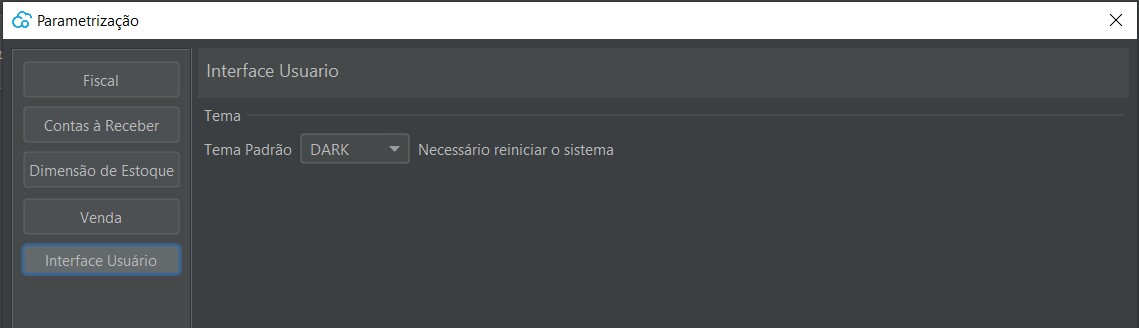 Parametrização
Fiscal
Contas à Receber
Dimensão de Estoque
Venda
Interface Usuário
Interface Usuario
Tema
Tema Padrão DARK Necessário reiniciar o sistema